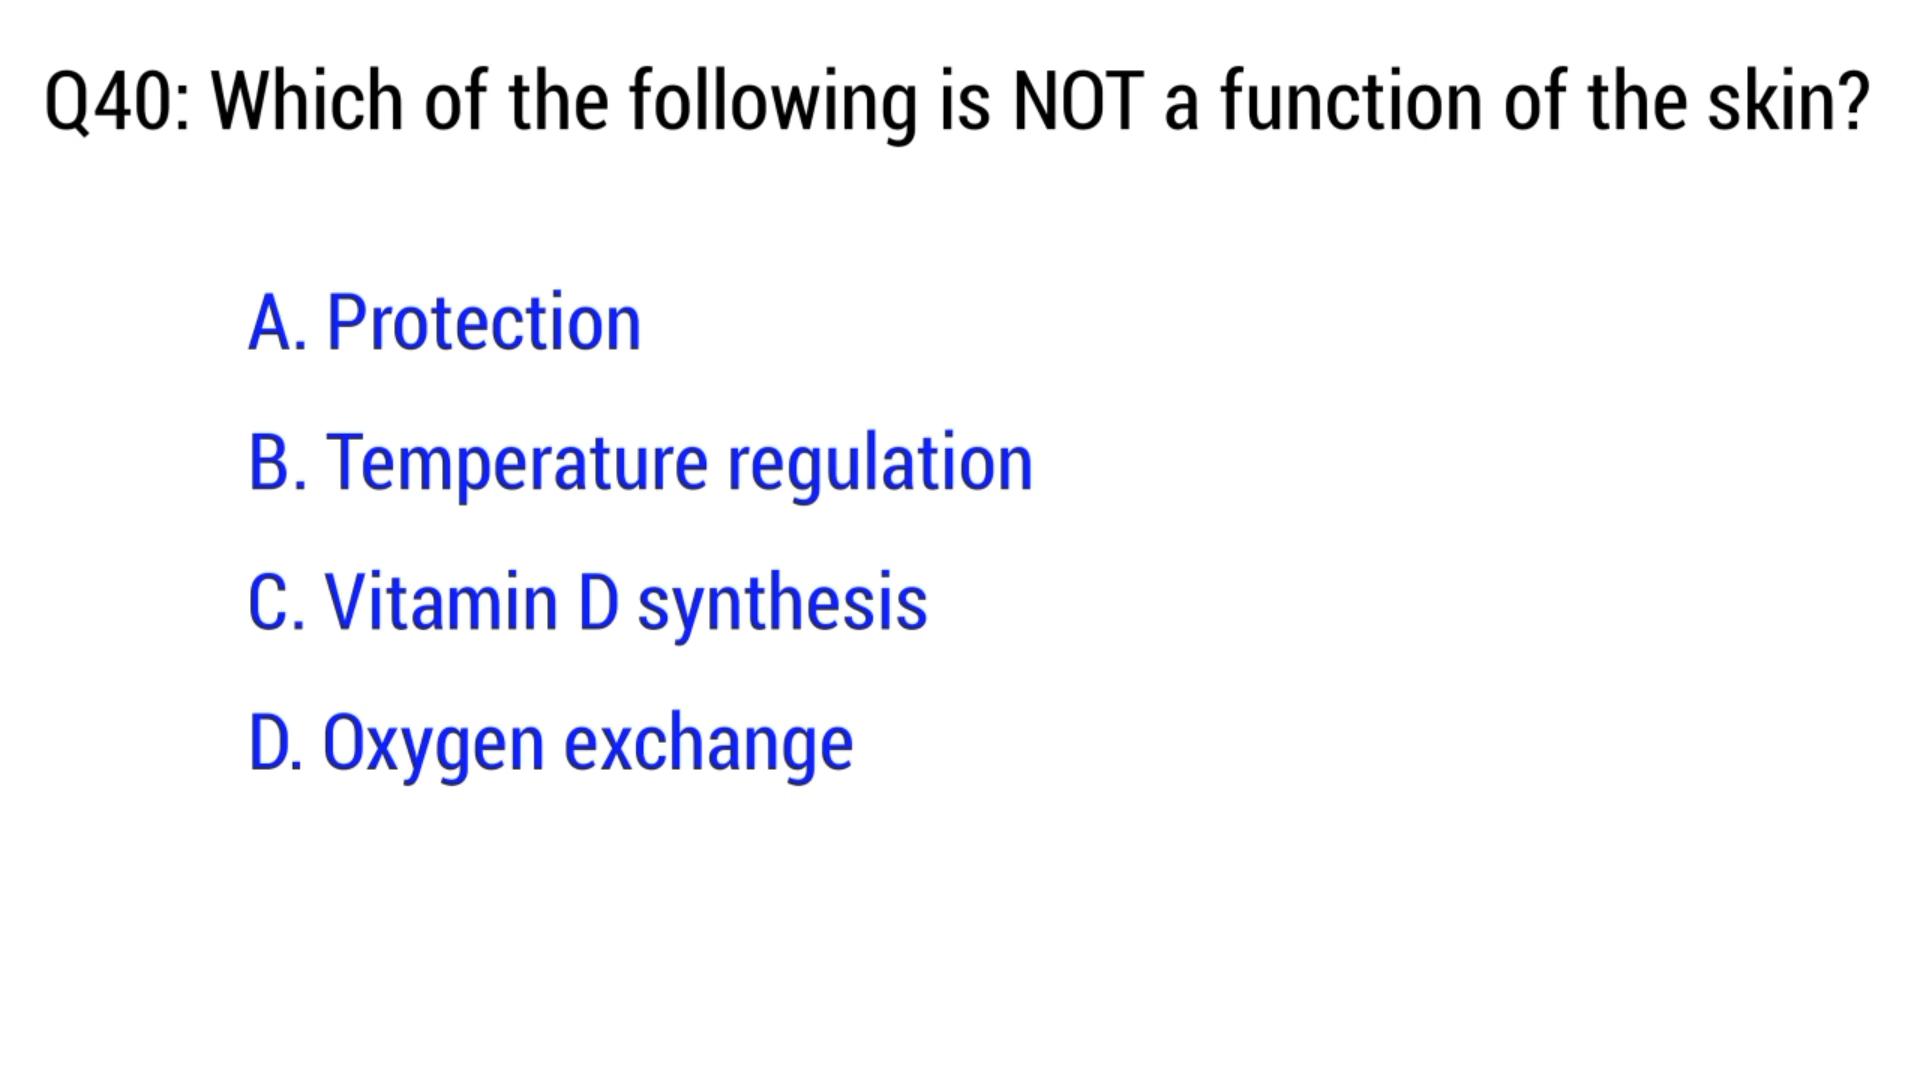 Q40: Which of the following is NOT a function of the skin?
A. Protection
B. Temperature regulation
C. Vitamin D synthesis
D. Oxygen exchange